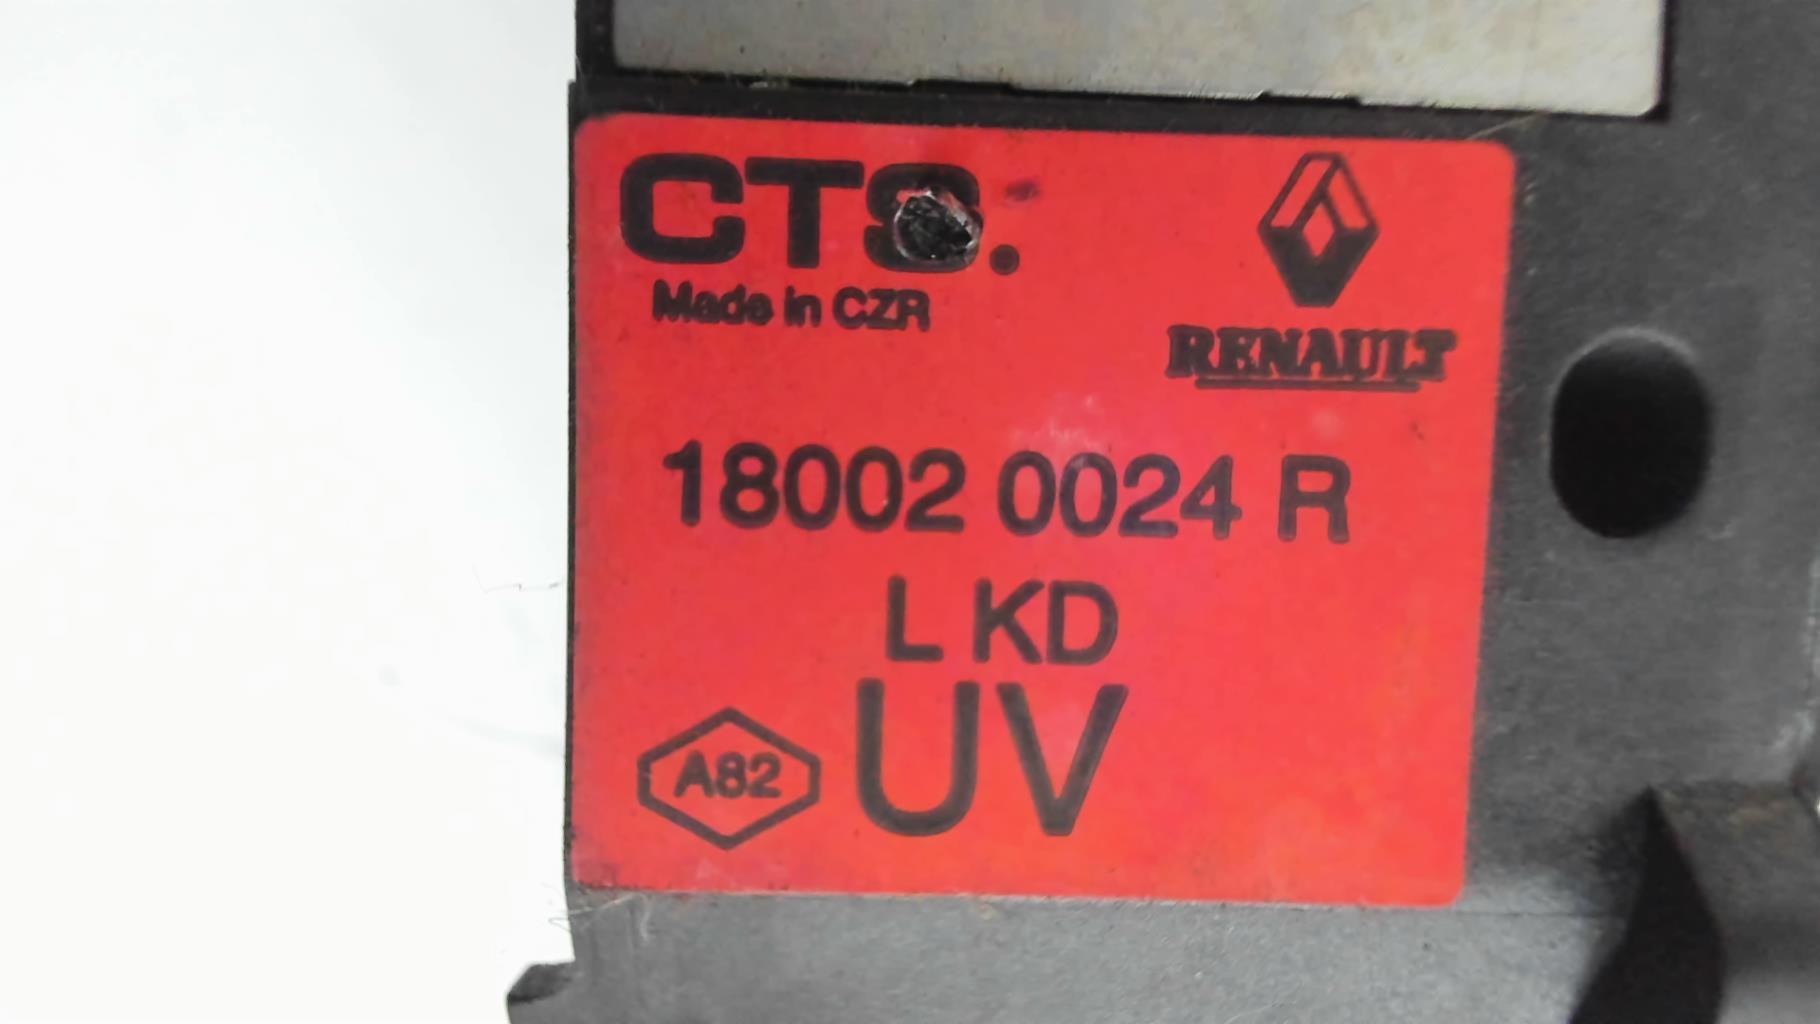 CTS.
Made in CZR
RENAULT
18002 0024 R
L KD
A82 UV